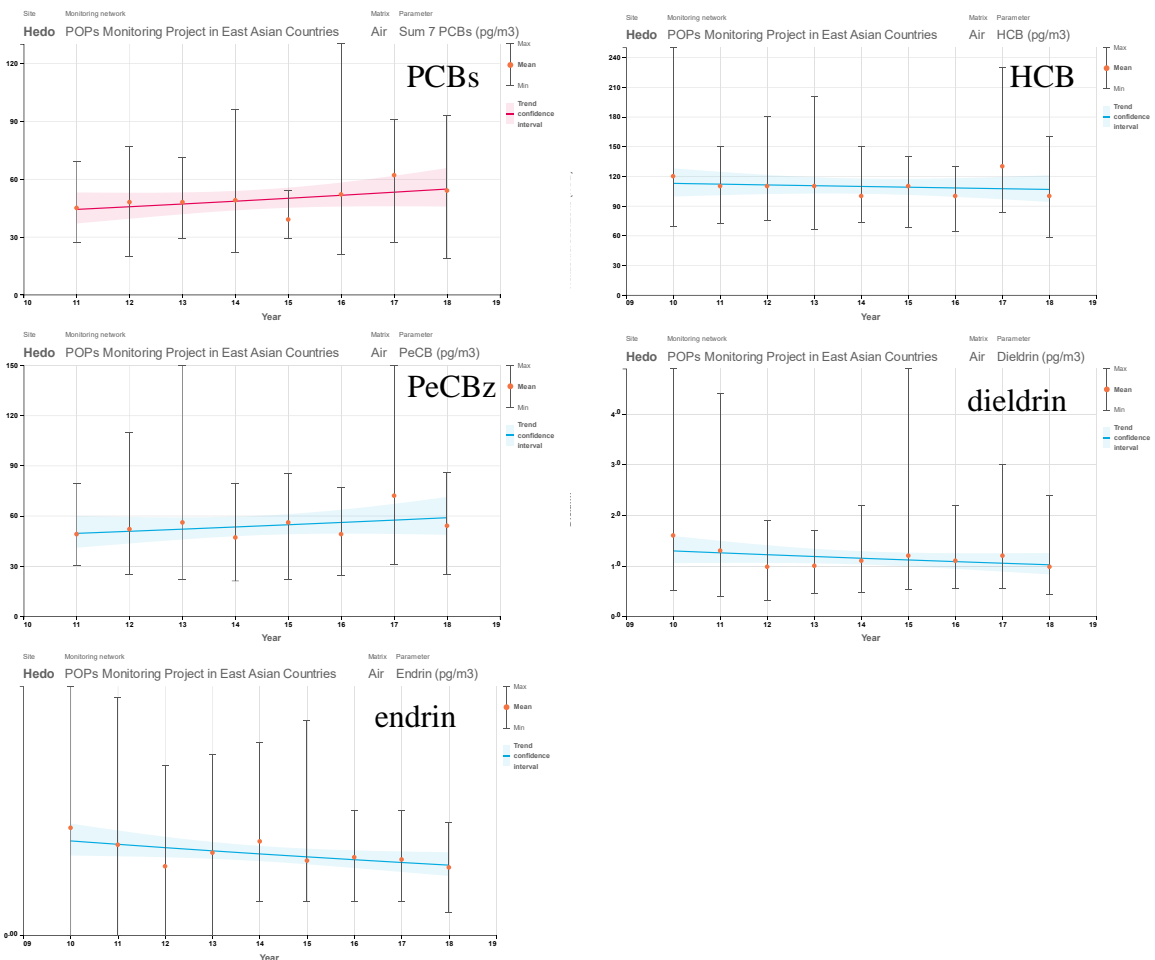 Site Monitoring network Matrix Parameter
Hedo POPs Monitoring Project in East Asian Countries Air Sum 7 PCBs (pg/m3)
PCBs
Max
Mean
Min
Trend
confidence
interval
120
90
60
30
0
10 11 12 13 14 15 16 17 18 19
Year
Site Monitoring network Matrix Parameter
Hedo POPs Monitoring Project in East Asian Countries Air HCB (pg/m3)
HCB
Max
Mean
Min
Trend
confidence
interval
240
210
180
150
120
90
60
30
0
09 10 11 12 13 14 15 16 17 18 19
Year
Site Monitoring network Matrix Parameter
Hedo POPs Monitoring Project in East Asian Countries Air PeCB (pg/m3)
PeCBz
Max
Mean
Min
Trend
confidence
interval
150
120
90
60
30
0
10 11 12 13 14 15 16 17 18 19
Year
Site Monitoring network Matrix Parameter
Hedo POPs Monitoring Project in East Asian Countries Air Dieldrin (pg/m3)
dieldrin
Max
Mean
Min
Trend
confidence
interval
4.0
3.0
2.0
1.0
0.0
09 10 11 12 13 14 15 16 17 18 19
Year
Site Monitoring network Matrix Parameter
Hedo POPs Monitoring Project in East Asian Countries Air Endrin (pg/m3)
endrin
Max
Mean
Min
Trend
confidence
interval
0.00
09 10 11 12 13 14 15 16 17 18 19
Year